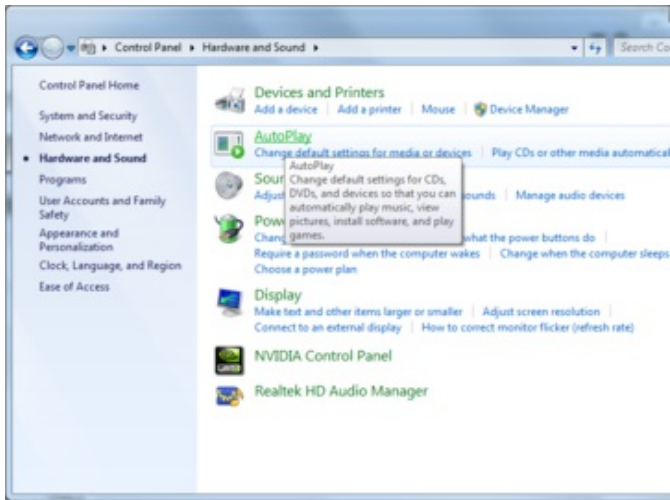 Control Panel ▸ Hardware and Sound ▸
Search Co
Control Panel Home
System and Security
Network and Internet
Hardware and Sound
Programs
User Accounts and Family
Safety
Appearance and
Personalization
Clock, Language, and Region
Ease of Access
Devices and Printers
Add a device | Add a printer | Mouse | Device Manager
AutoPlay
Change default settings for media or devices | Play CDs or other media automatical
AutoPlay
Change default settings for CDs,
DVDs, and devices so that you can
automatically play music, view
pictures, install software, and play
games.
Soun
Adjust
ounds | Manage audio devices
Pow
Chang
what the power buttons do
Require a password when the computer wakes | Change when the computer sleeps
Choose a power plan
Display
Make text and other items larger or smaller | Adjust screen resolution
Connect to an external display | How to correct monitor flicker (refresh rate)
NVIDIA Control Panel
Realtek HD Audio Manager